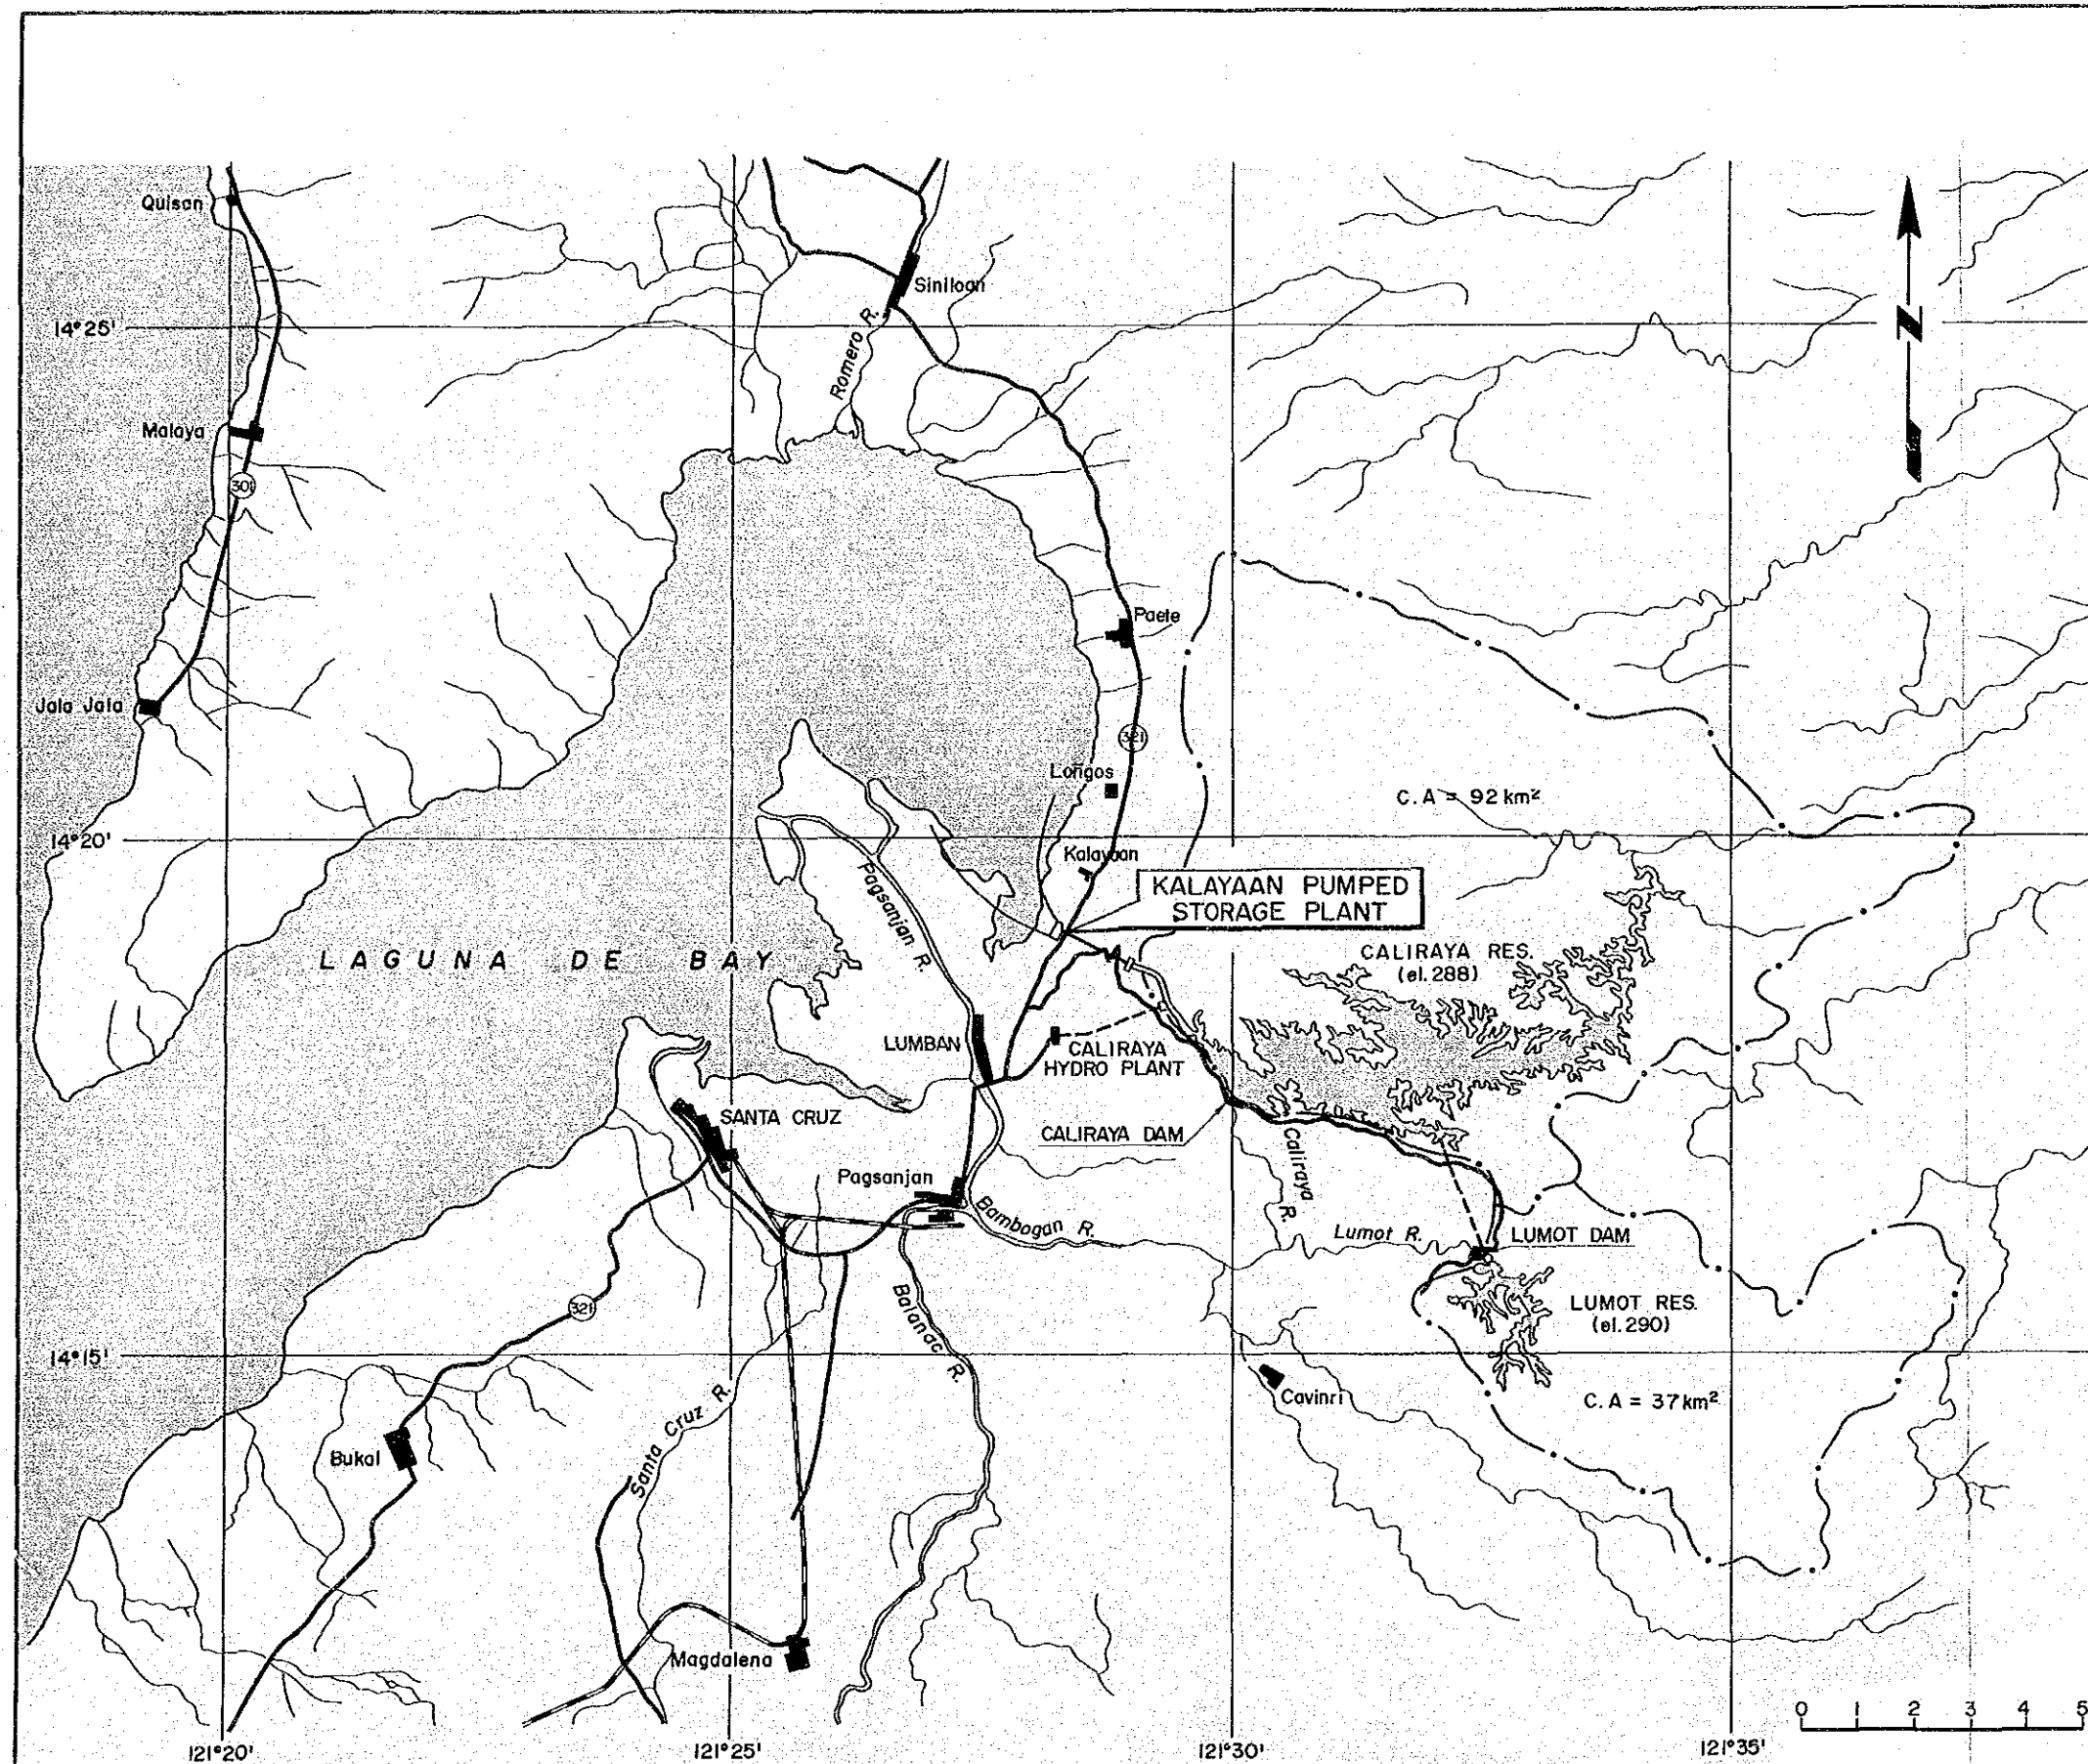 Quisan
Siniloan
14°25'
Romero R.
Malaya
301
Paete
Jala Jala
321
Loñgos
C.A = 92 km²
14°20'
Kalayaan
KALAYAAN PUMPED
STORAGE PLANT
Pagsanjan R.
LAGUNA DE BAY
CALIRAYA RES.
(el.288)
LUMBAN
CALIRAYA
HYDRO PLANT
SANTA CRUZ
CALIRAYA DAM
Caliraya R.
Pagsanjan
Bambogan R.
Lumot R.
LUMOT DAM
321
Balanac R.
LUMOT RES.
(el.290)
14°15'
Cavinri
C.A = 37 km²
Santa Cruz R.
Bukal
Magdalena
N
0 1 2 3 4 5
121°20' 121°25' 121°30' 121°35'